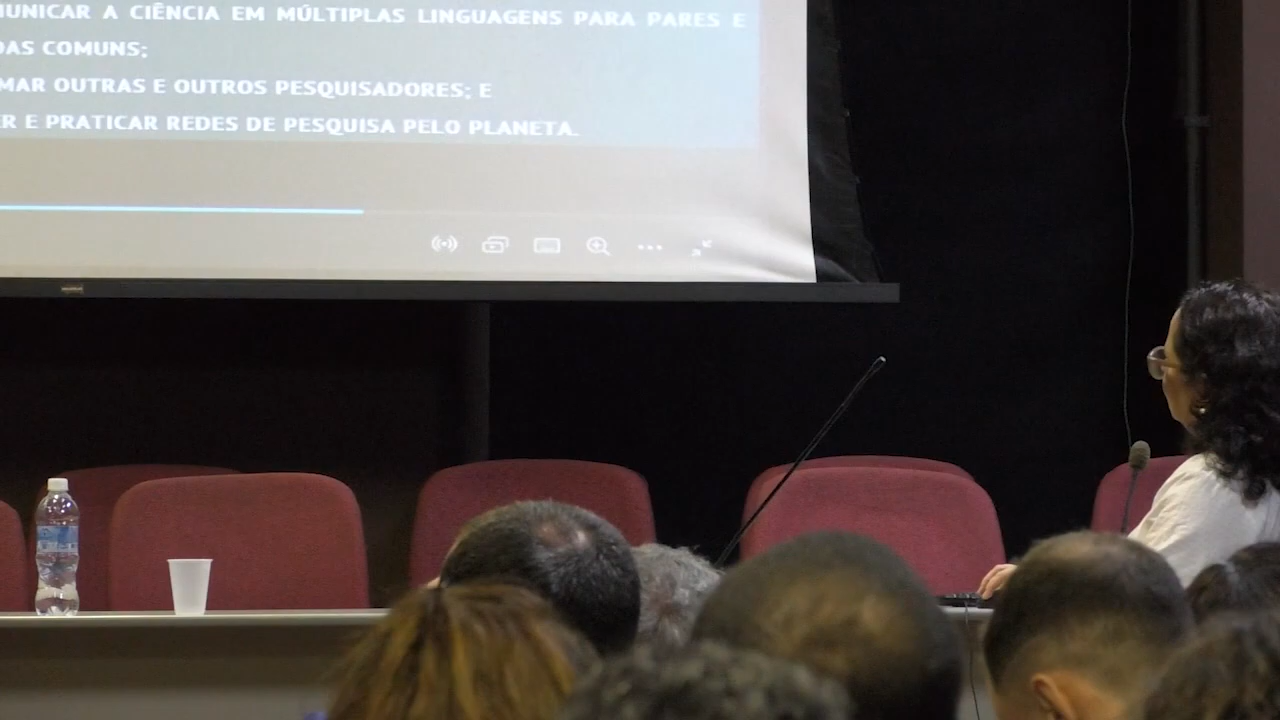 MUNICAR A CIÊNCIA EM MÚLTIPLAS LINGUAGENS PARA PARES E
DAS COMUNS;
MAR OUTRAS E OUTROS PESQUISADORES; E
ER E PRATICAR REDES DE PESQUISA PELO PLANETA.